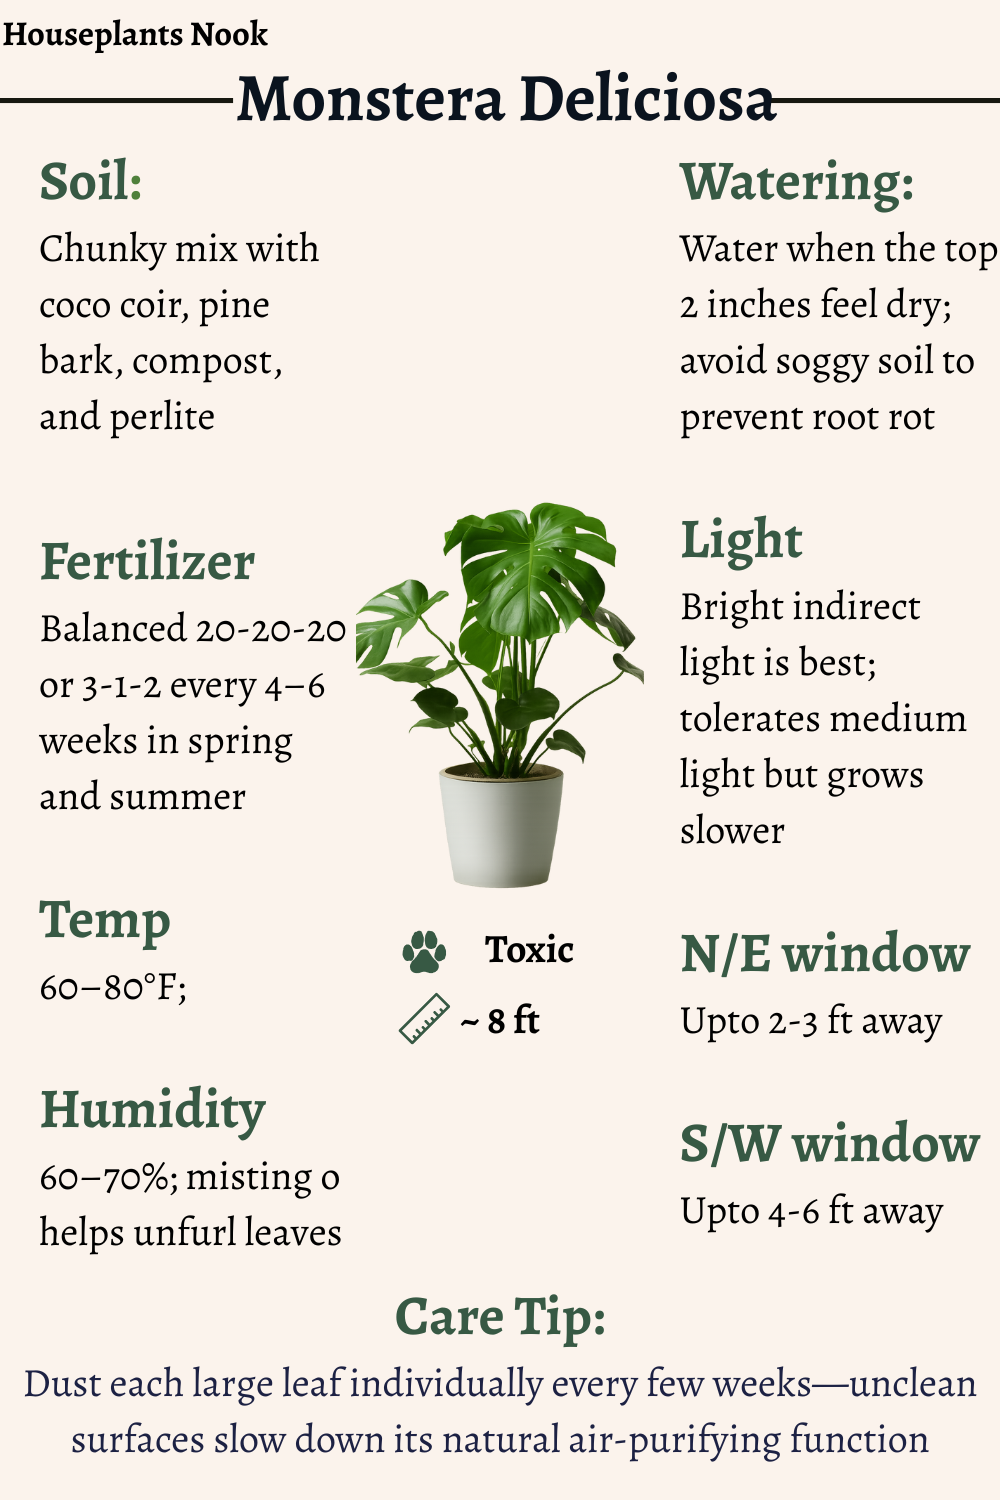 Houseplants Nook
Monstera Deliciosa
Soil:
Chunky mix with
coco coir, pine
bark, compost,
and perlite
Fertilizer
Balanced 20-20-20
or 3-1-2 every 4–6
weeks in spring
and summer
Temp
60–80°F;
Humidity
60–70%; misting o
helps unfurl leaves
Toxic
~ 8 ft
Watering:
Water when the top
2 inches feel dry;
avoid soggy soil to
prevent root rot
Light
Bright indirect
light is best;
tolerates medium
light but grows
slower
N/E window
Upto 2-3 ft away
S/W window
Upto 4-6 ft away
Care Tip:
Dust each large leaf individually every few weeks—unclean
surfaces slow down its natural air-purifying function